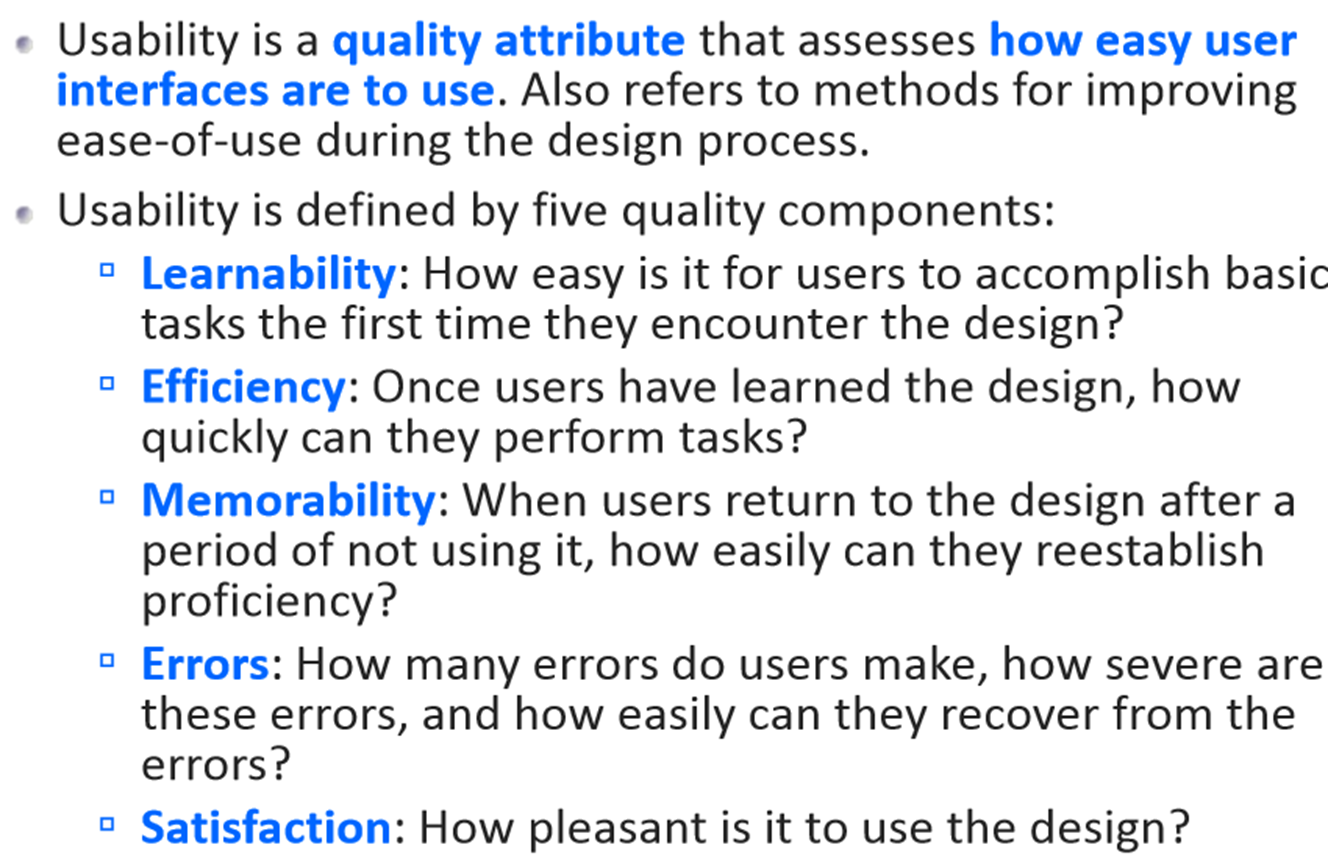 Usability is a quality attribute that assesses how easy user
interfaces are to use. Also refers to methods for improving
ease-of-use during the design process.
Usability is defined by five quality components:
Learnability: How easy is it for users to accomplish basic
tasks the first time they encounter the design?
Efficiency: Once users have learned the design, how
quickly can they perform tasks?
Memorability: When users return to the design after a
period of not using it, how easily can they reestablish
proficiency?
Errors: How many errors do users make, how severe are
these errors, and how easily can they recover from the
errors?
Satisfaction: How pleasant is it to use the design?